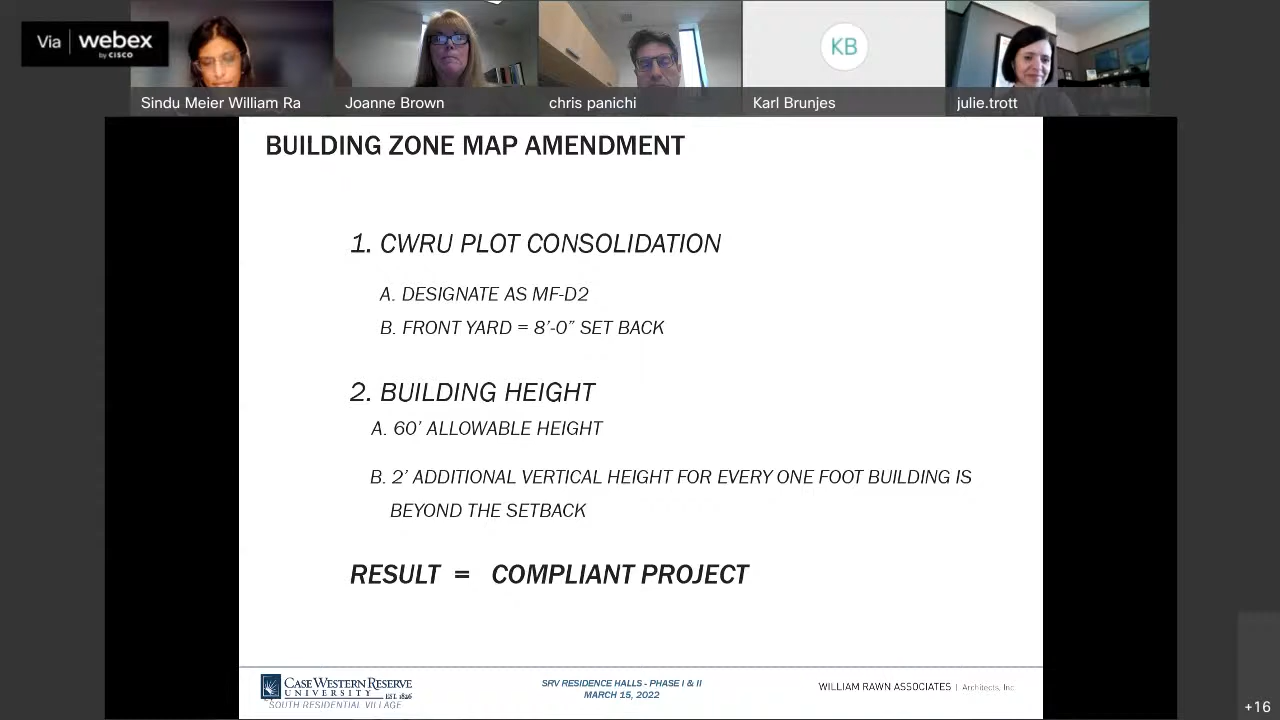 Via webex
by CISCO
Sindu Meier William Ra
Joanne Brown
chris panichi
KB
Karl Brunjes
julie.trott
BUILDING ZONE MAP AMENDMENT
1. CWRU PLOT CONSOLIDATION
A. DESIGNATE AS MF-D2
B. FRONT YARD = 8'-0" SET BACK
2. BUILDING HEIGHT
A. 60' ALLOWABLE HEIGHT
B. 2' ADDITIONAL VERTICAL HEIGHT FOR EVERY ONE FOOT BUILDING IS
BEYOND THE SETBACK
RESULT = COMPLIANT PROJECT
CASE WESTERN RESERVE
UNIVERSITY EST. 1826
SOUTH RESIDENTIAL VILLAGE
SRV RESIDENCE HALLS - PHASE I & II
MARCH 15, 2022
WILLIAM RAWN ASSOCIATES | Architects, Inc.
+16